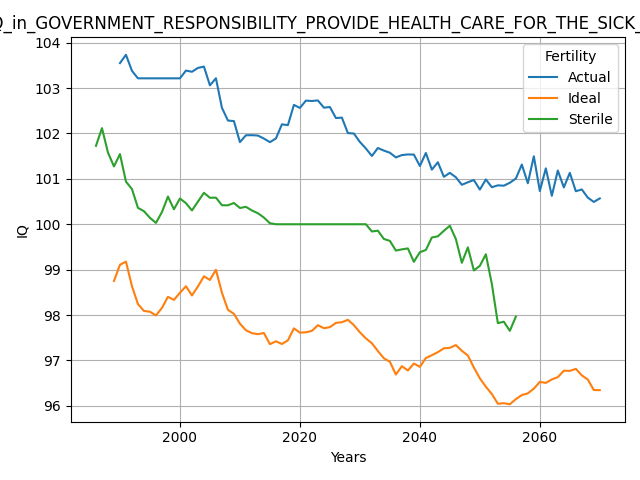 _in_GOVERNMENT_RESPONSIBILITY_PROVIDE_HEALTH_CARE_FOR_THE_SICK_
Fertility
Actual
Ideal
Sterile
104
103
102
101
100
99
98
97
96
IQ
2000
2020
2040
2060
Years